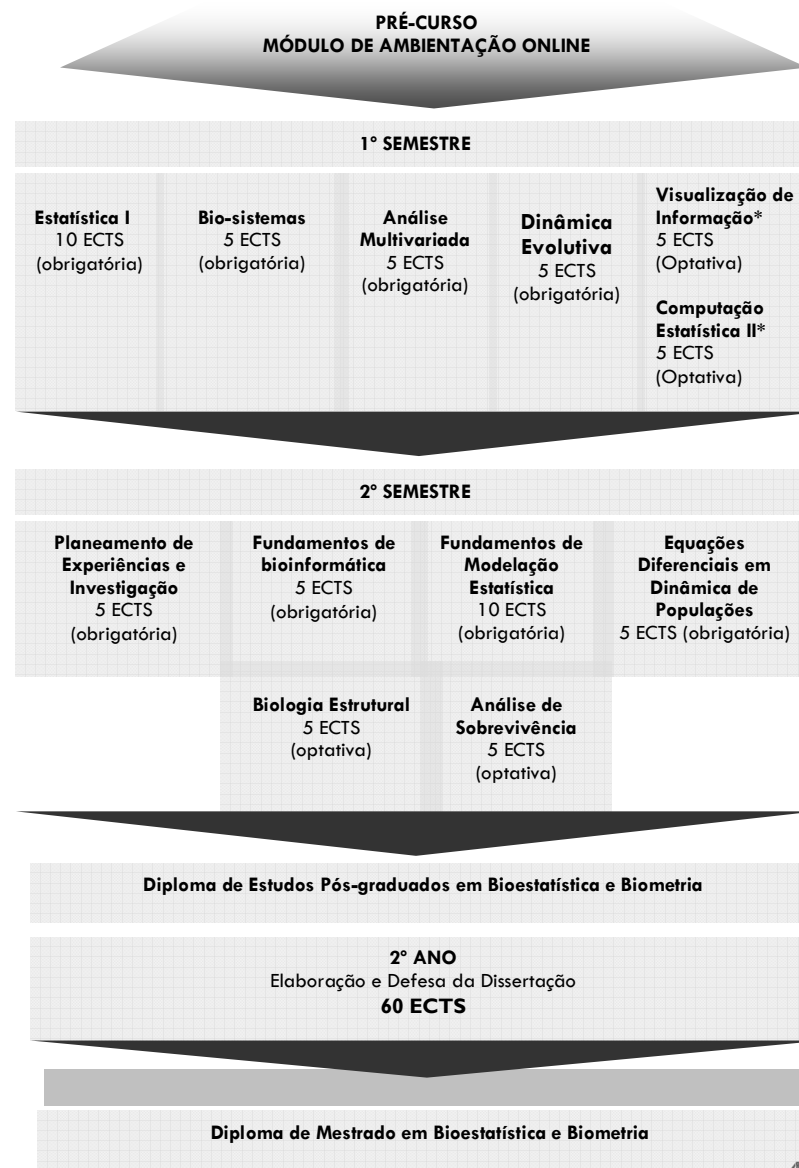 PRÉ-CURSO
MÓDULO DE AMBIENTAÇÃO ONLINE
1º SEMESTRE
Estatística I
10 ECTS
(obrigatória)
Bio-sistemas
5 ECTS
(obrigatória)
Análise
Multivariada
5 ECTS
(obrigatória)
Dinâmica
Evolutiva
5 ECTS
(obrigatória)
Visualização de
Informação*
5 ECTS
(Optativa)
Computação
Estatística II*
5 ECTS
(Optativa)
2º SEMESTRE
Planeamento de
Experiências e
Investigação
5 ECTS
(obrigatória)
Fundamentos de
bioinformática
5 ECTS
(obrigatória)
Fundamentos de
Modelação
Estatística
10 ECTS
(obrigatória)
Equações
Diferenciais em
Dinâmica de
Populações
5 ECTS (obrigatória)
Biologia Estrutural
5 ECTS
(optativa)
Análise de
Sobrevivência
5 ECTS
(optativa)
Diploma de Estudos Pós-graduados em Bioestatística e Biometria
2º ANO
Elaboração e Defesa da Dissertação
60 ECTS
Diploma de Mestrado em Bioestatística e Biometria